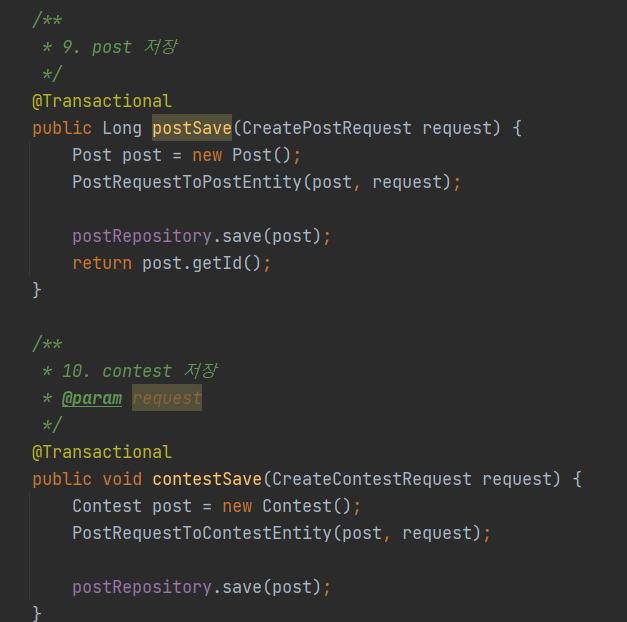 /**
 * 9. post 저장
 */
@Transactional
public Long postSave(CreatePostRequest request) {
    Post post = new Post();
    PostRequestToPostEntity(post, request);

    postRepository.save(post);
    return post.getId();
}

/**
 * 10. contest 저장
 * @param request
 */
@Transactional
public void contestSave(CreateContestRequest request) {
    Contest post = new Contest();
    PostRequestToContestEntity(post, request);

    postRepository.save(post);
}